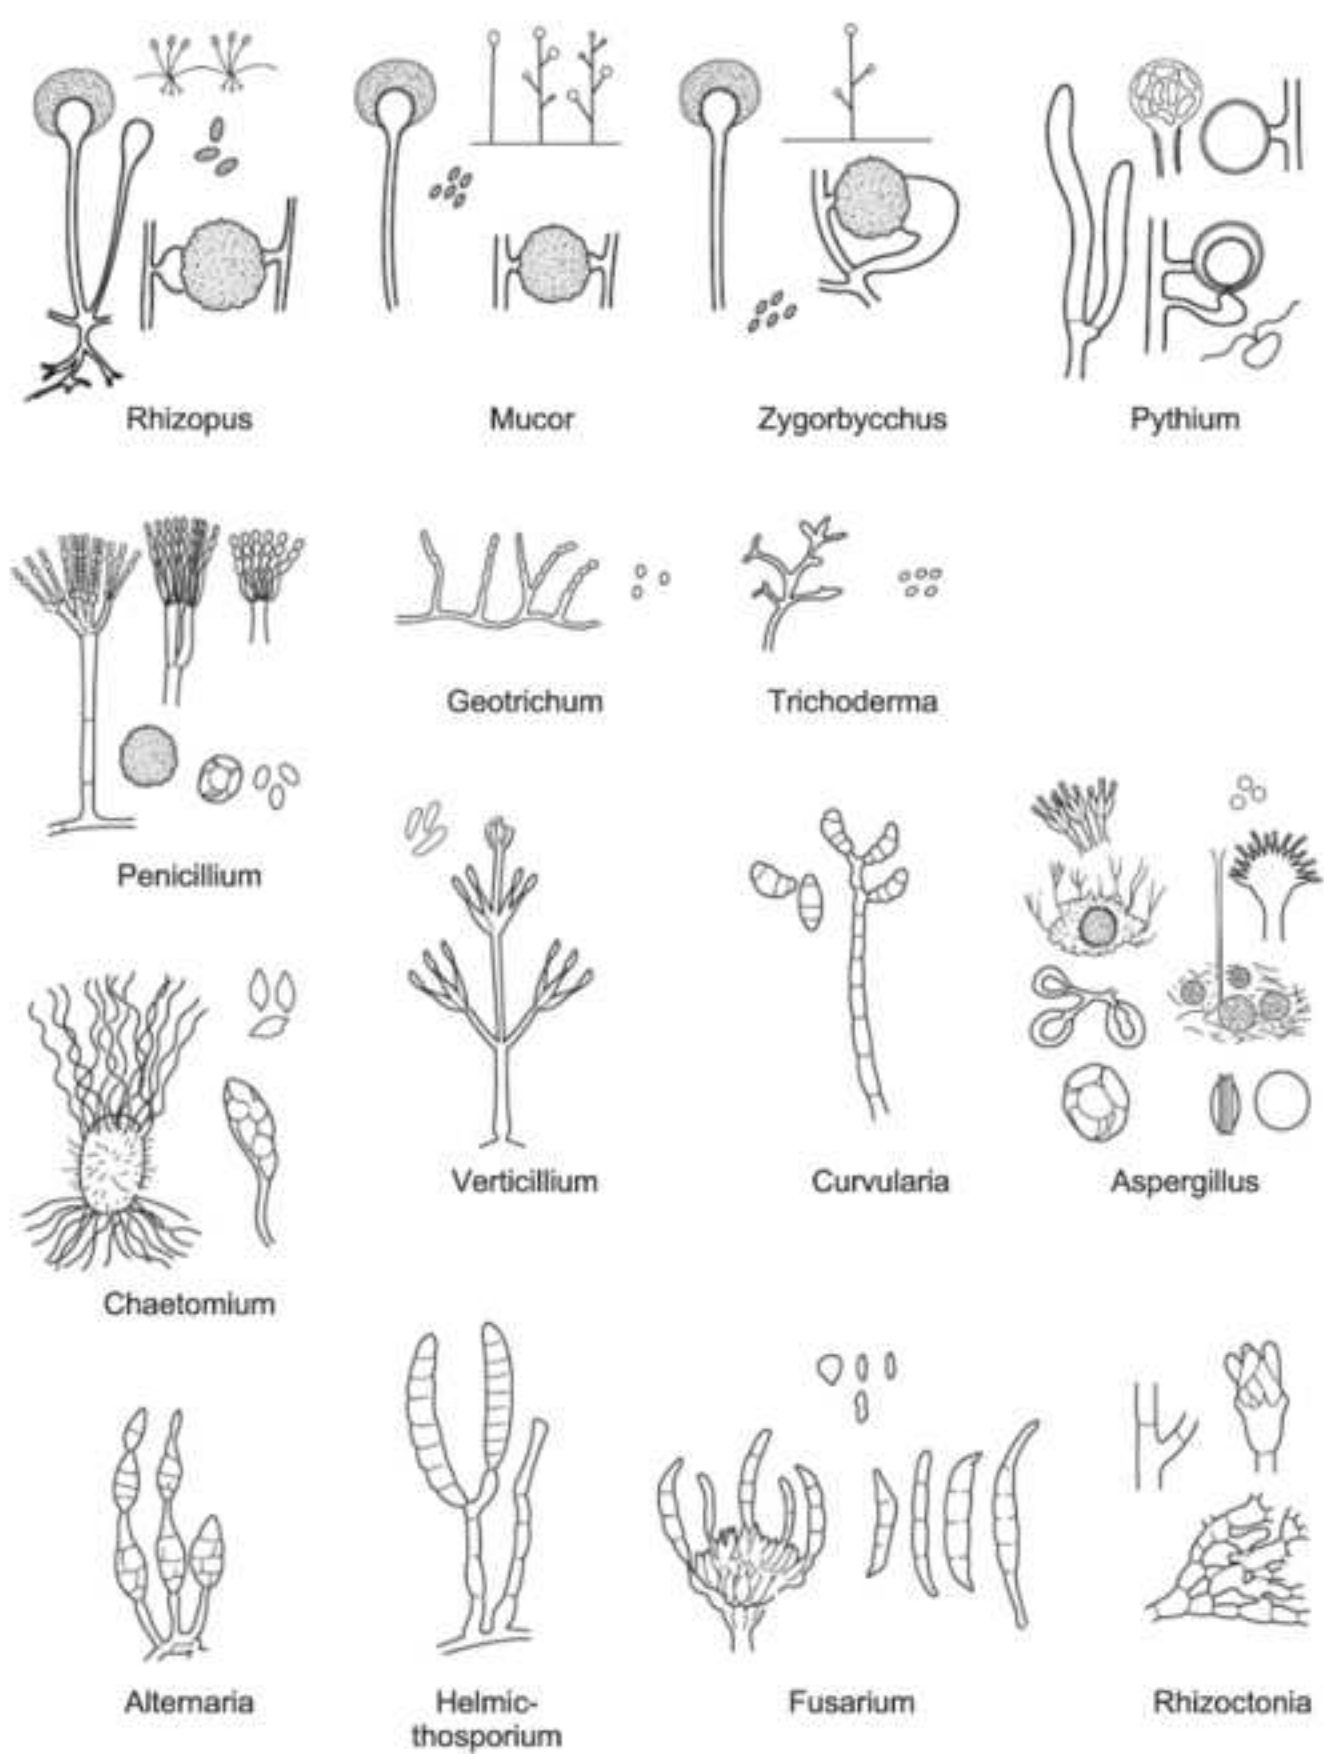 Rhizopus
Mucor
Zygorbycchus
Pythium
Geotrichum
Trichoderma
Penicillium
Verticillium
Curvularia
Aspergillus
Chaetomium
Alternaria
Helmic-
thosporium
Fusarium
Rhizoctonia